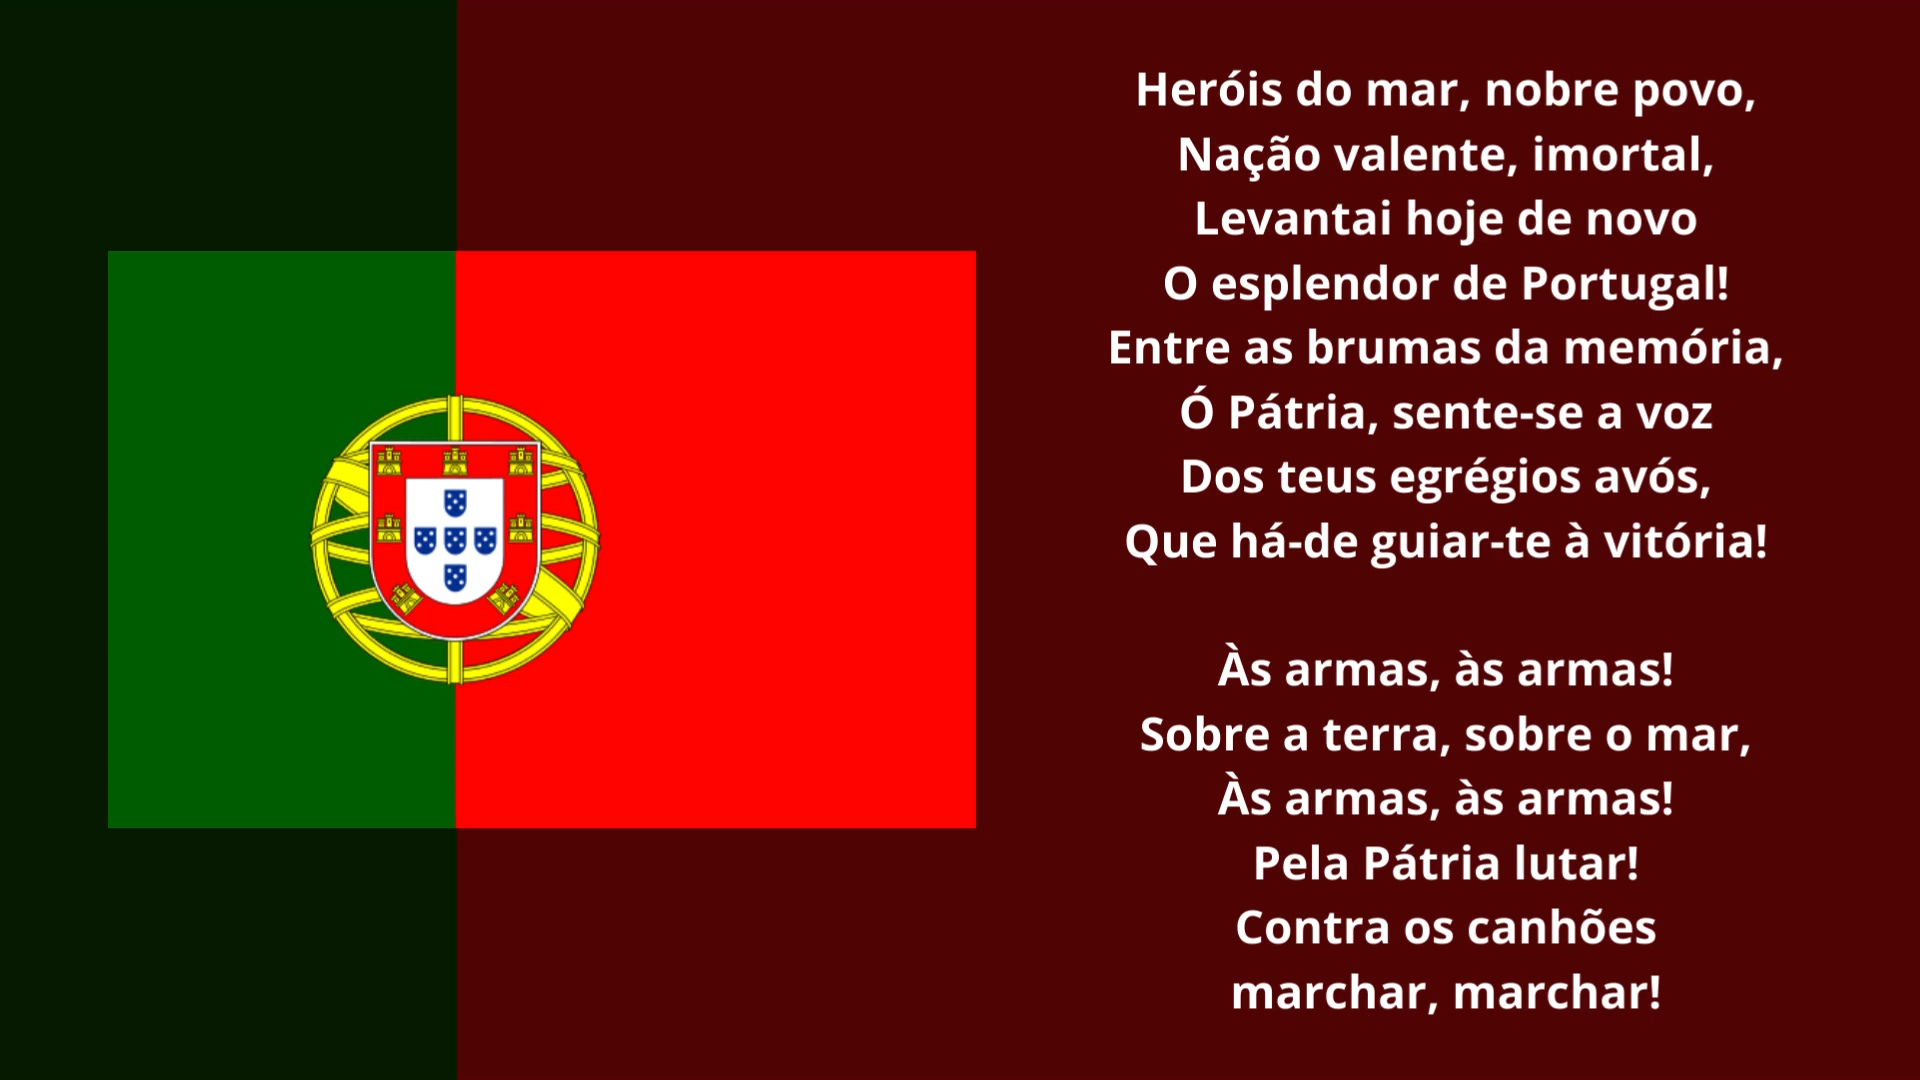 Heróis do mar, nobre povo,
Nação valente, imortal,
Levantai hoje de novo
O esplendor de Portugal!
Entre as brumas da memória,
Ó Pátria, sente-se a voz
Dos teus egrégios avós,
Que há-de guiar-te à vitória!
Às armas, às armas!
Sobre a terra, sobre o mar,
Às armas, às armas!
Pela Pátria lutar!
Contra os canhões
marchar, marchar!